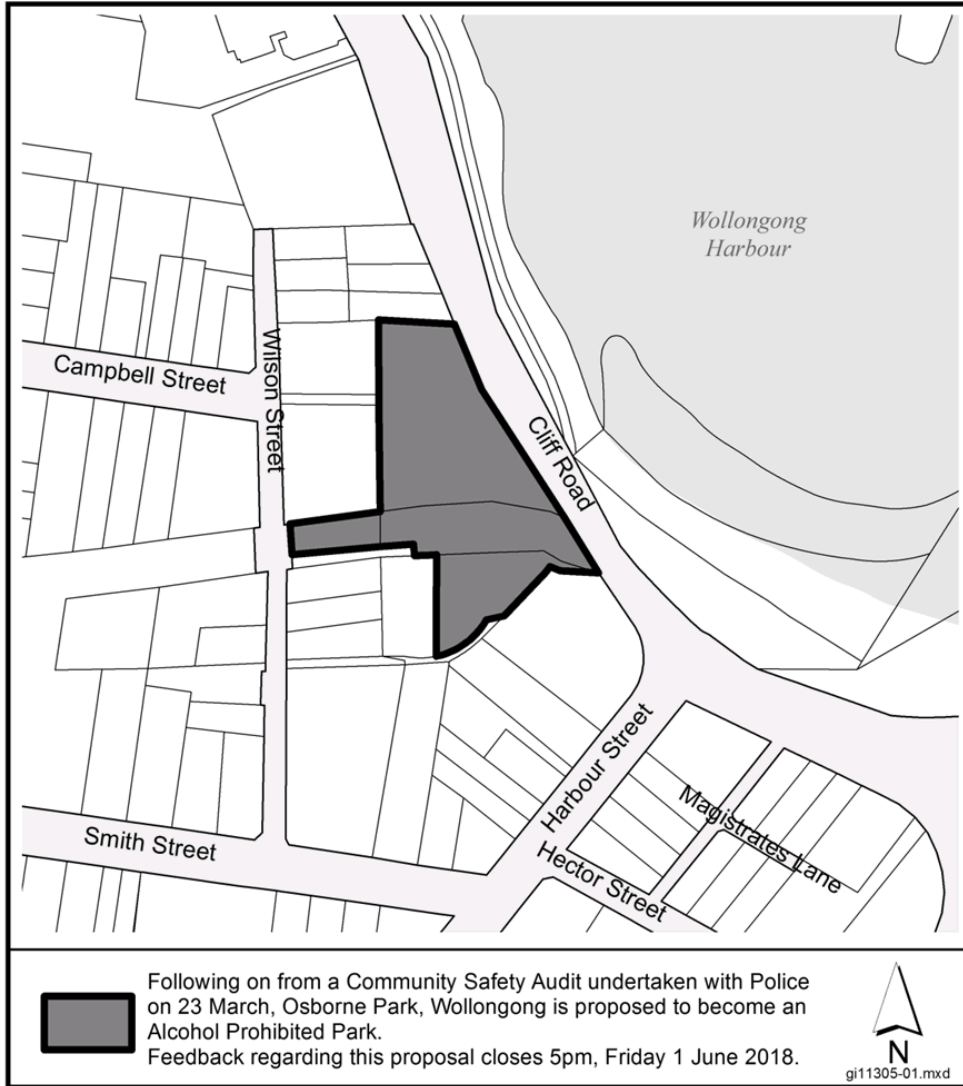 Wollongong
Harbour
Wilson Street
Campbell Street
Cliff Road
Harbour Street
Magistrates Lane
Smith Street
Hector Street
Following on from a Community Safety Audit undertaken with Police
on 23 March, Osborne Park, Wollongong is proposed to become an
Alcohol Prohibited Park.
Feedback regarding this proposal closes 5pm, Friday 1 June 2018.
N
gi11305-01.mxd